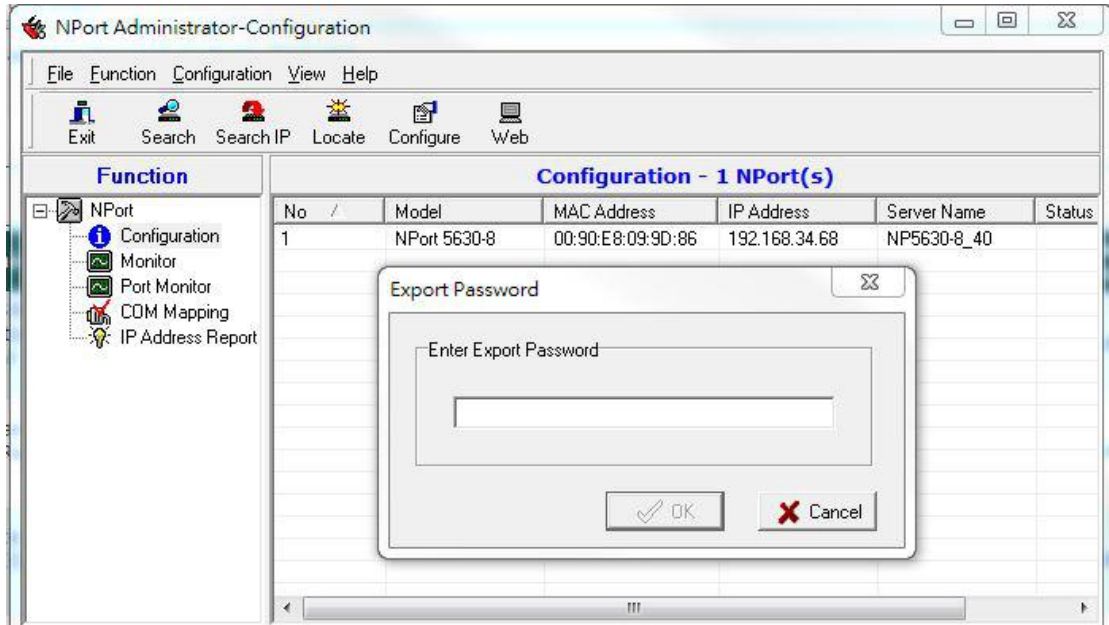 NPort Administrator-Configuration
File Function Configuration View Help
Exit Search Search IP Locate Configure Web
Function
Configuration - 1 NPort(s)
NPort
Configuration
Monitor
Port Monitor
COM Mapping
IP Address Report
No Model MAC Address IP Address Server Name Status
1 NPort 5630-8 00:90:E8:09:9D:86 192.168.34.68 NP5630-8_40
Export Password
Enter Export Password
OK Cancel